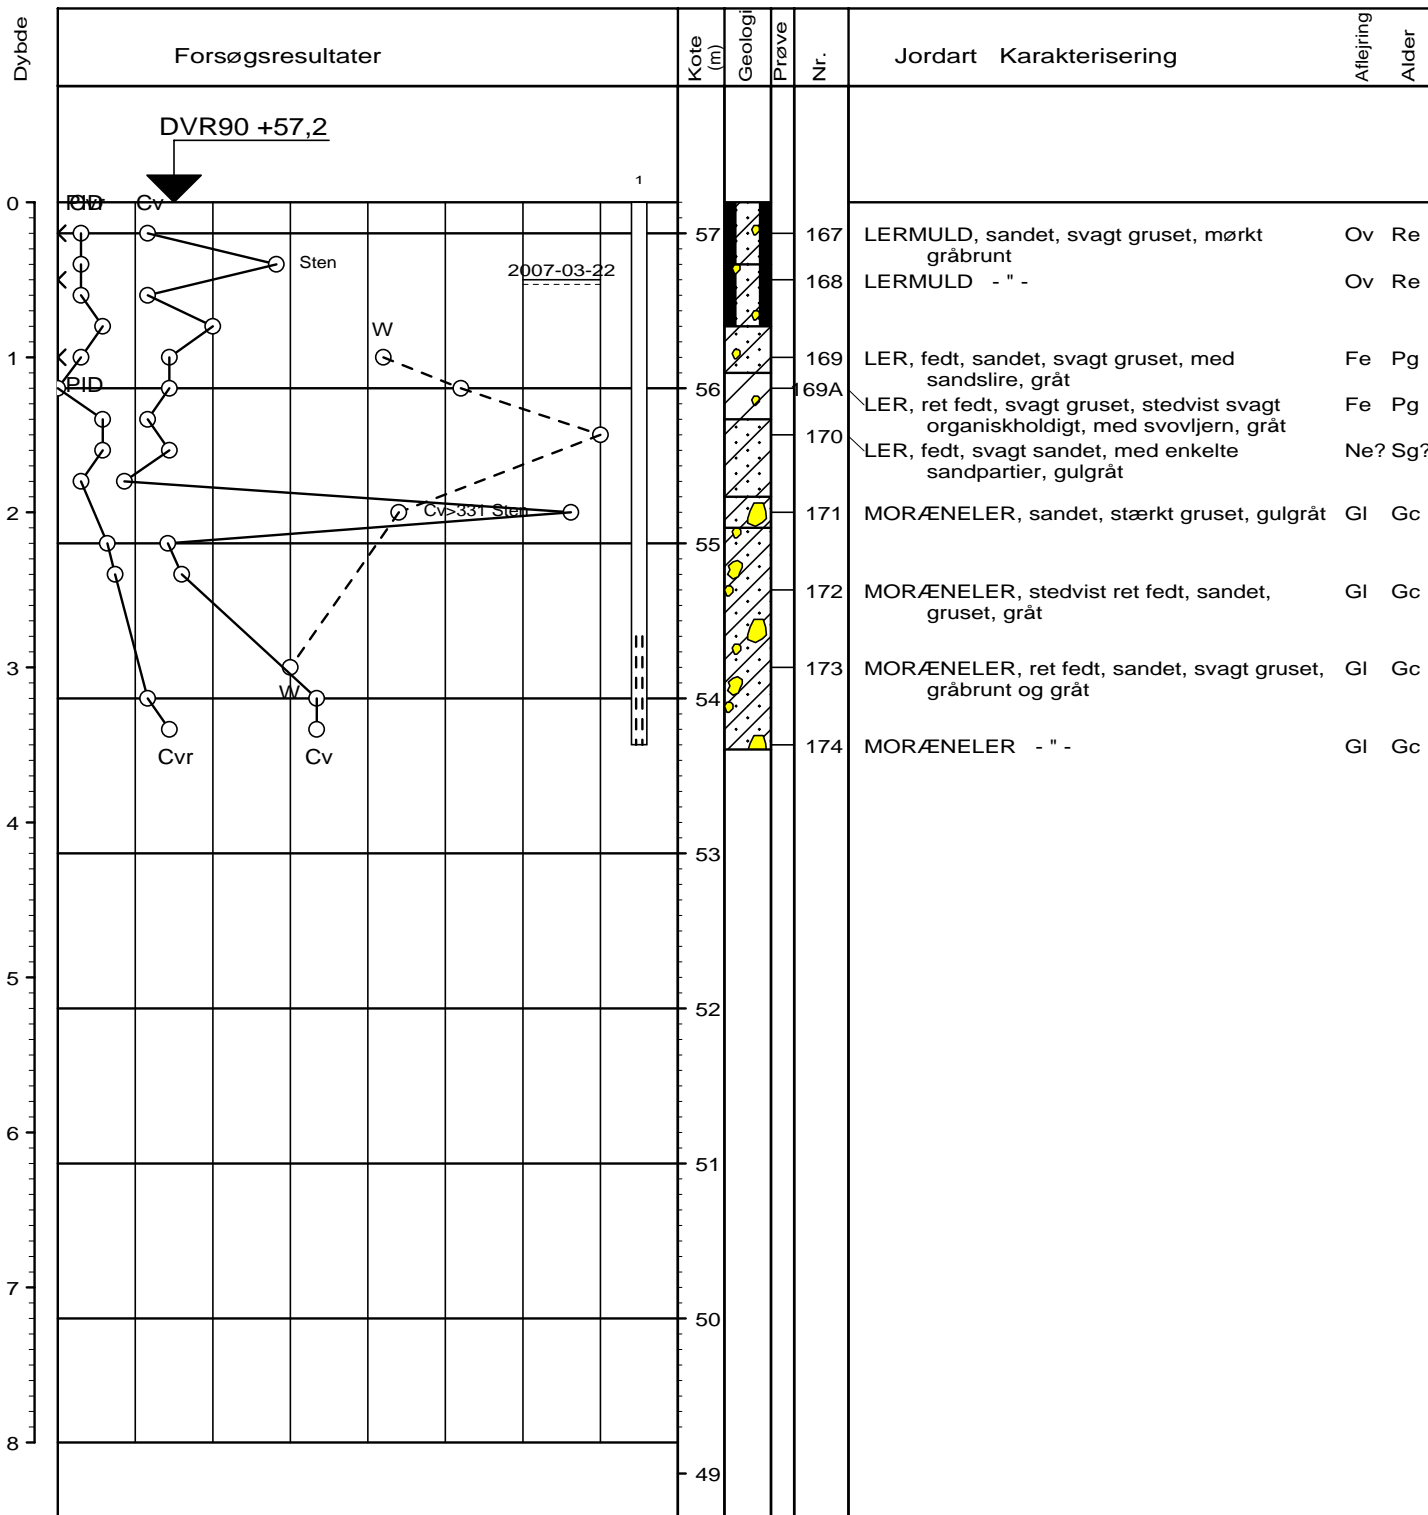 Dybde
Forsøgsresultater
Kote
(m)
Geologi
Prøve
Nr.
Jordart Karakterisering
Aflejring
Alder
DVR90 +57,2
1
0
PID
Cvr
Cv
57
167
LERMULD, sandet, svagt gruset, mørkt
gråbrunt
Ov Re
Sten
2007-03-22
168
LERMULD - " -
Ov Re
W
1
169
LER, fedt, sandet, svagt gruset, med
sandslire, gråt
Fe Pg
PID
56
169A
LER, ret fedt, svagt gruset, stedvist svagt
organiskholdigt, med svovljern, gråt
Fe Pg
170
LER, fedt, svagt sandet, med enkelte
sandpartier, gulgråt
Ne? Sg?
2
Cv>331 Sten
171
MORÆNELER, sandet, stærkt gruset, gulgråt
Gl Gc
55
172
MORÆNELER, stedvist ret fedt, sandet,
gruset, gråt
Gl Gc
3
173
MORÆNELER, ret fedt, sandet, svagt gruset,
gråbrunt og gråt
Gl Gc
W
54
Cvr
Cv
174
MORÆNELER - " -
Gl Gc
4
53
5
52
6
51
7
50
8
49